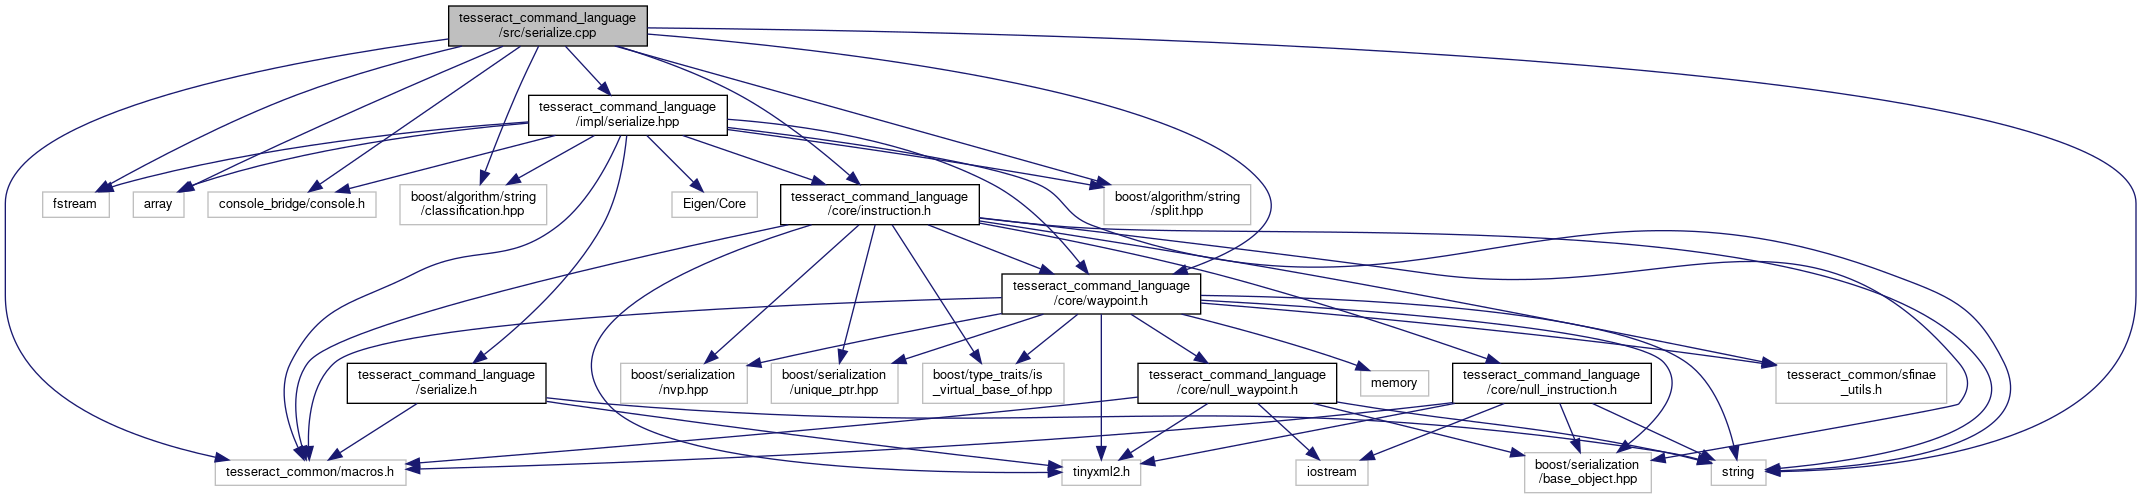 tesseract_command_language
/src/serialize.cpp
tesseract_command_language
/impl/serialize.hpp
fstream
array
console_bridge/console.h
boost/algorithm/string
/classification.hpp
Eigen/Core
tesseract_command_language
/core/instruction.h
boost/algorithm/string
/split.hpp
tesseract_command_language
/core/waypoint.h
tesseract_command_language
/serialize.h
boost/serialization
/nvp.hpp
boost/serialization
/unique_ptr.hpp
boost/type_traits/is
_virtual_base_of.hpp
tesseract_command_language
/core/null_waypoint.h
memory
tesseract_command_language
/core/null_instruction.h
tesseract_common/sfinae
_utils.h
tesseract_common/macros.h
tinyxml2.h
iostream
boost/serialization
/base_object.hpp
string